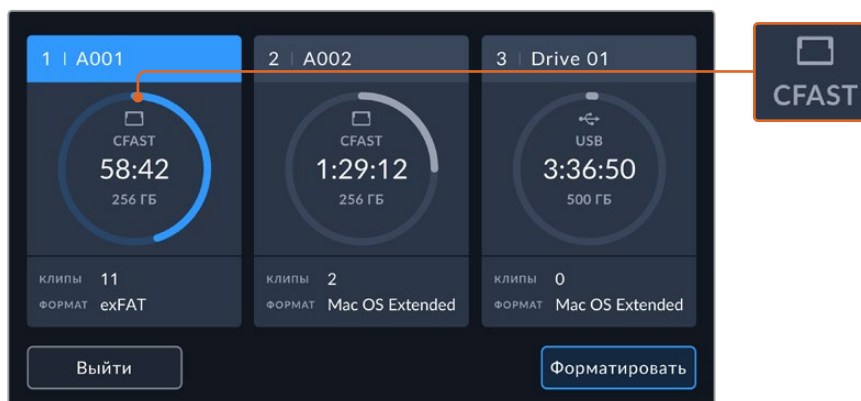 1 | A001
CFAST
58:42
256 ГБ
клипы 11
ФОРМАТ exFAT
2 | A002
CFAST
1:29:12
256 ГБ
клипы 2
ФОРМАТ Mac OS Extended
3 | Drive 01
USB
3:36:50
500 ГБ
клипы 0
ФОРМАТ Mac OS Extended
Выйти
Форматировать
CFAST